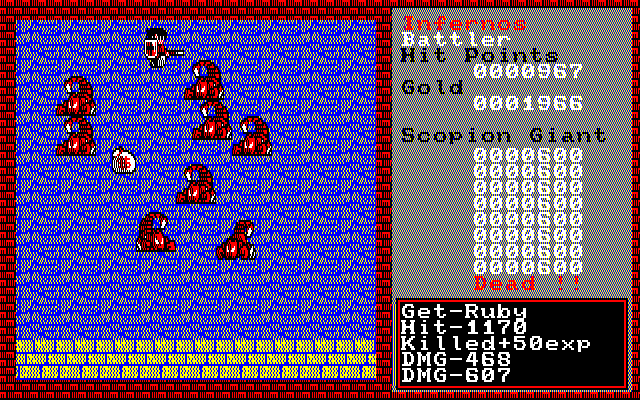 Infernos
Battler
Hit Points
0000967
Gold
0001966
Scopion Giant
0000600
0000600
0000600
0000600
0000600
0000600
0000600
0000600
Dead !!
Get-Ruby
Hit-1170
Killed+50exp
DMG-468
DMG-607